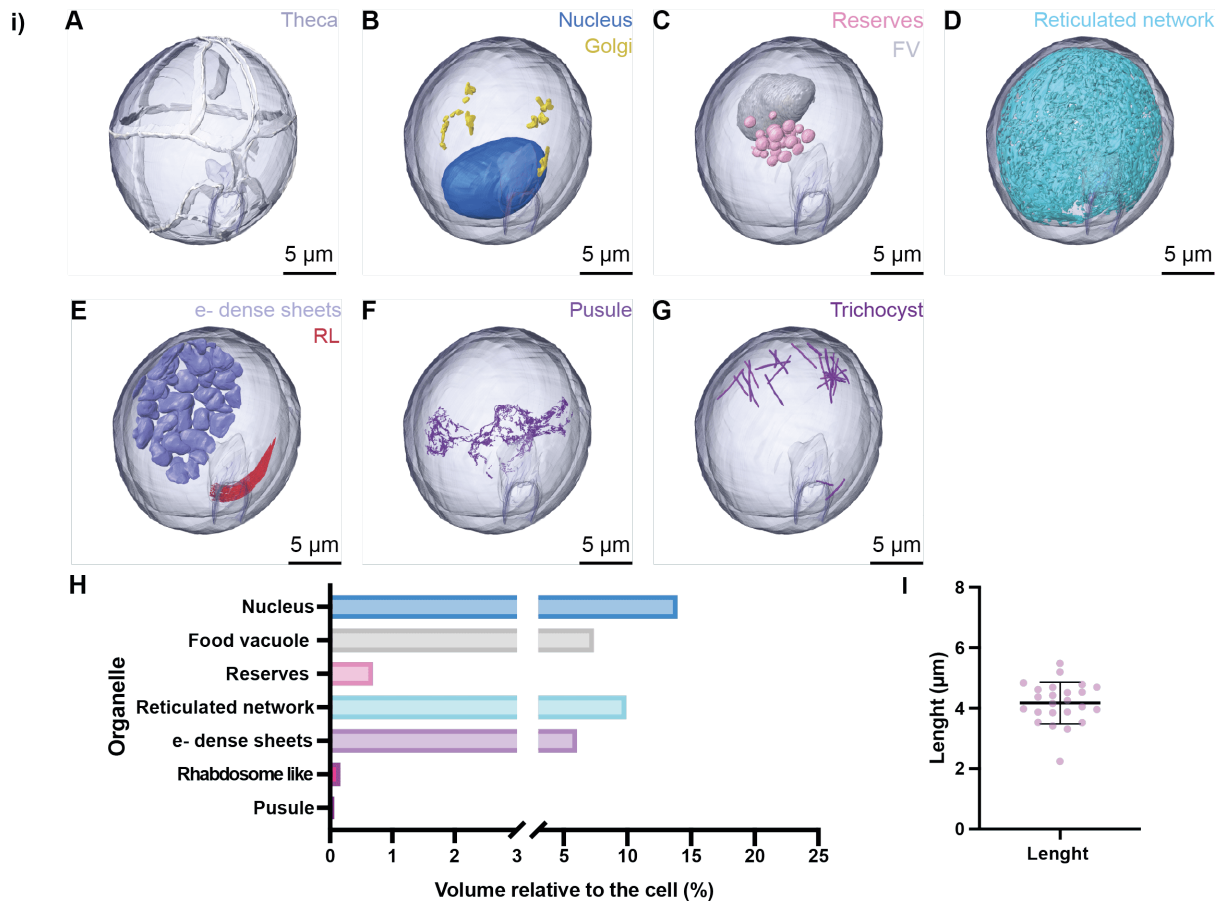 i)
A Theca
5 µm
B Nucleus
Golgi
5 µm
C Reserves
FV
5 µm
D Reticulated network
5 µm
E e- dense sheets
RL
5 µm
F Pusule
5 µm
G Trichocyst
5 µm
H
Organelle
Nucleus
Food vacuole
Reserves
Reticulated network
e- dense sheets
Rhabdosome like
Pusule
0 1 2 3 5 10 15 20 25
Volume relative to the cell (%)
I
Lenght (µm)
8
6
4
2
0
Lenght